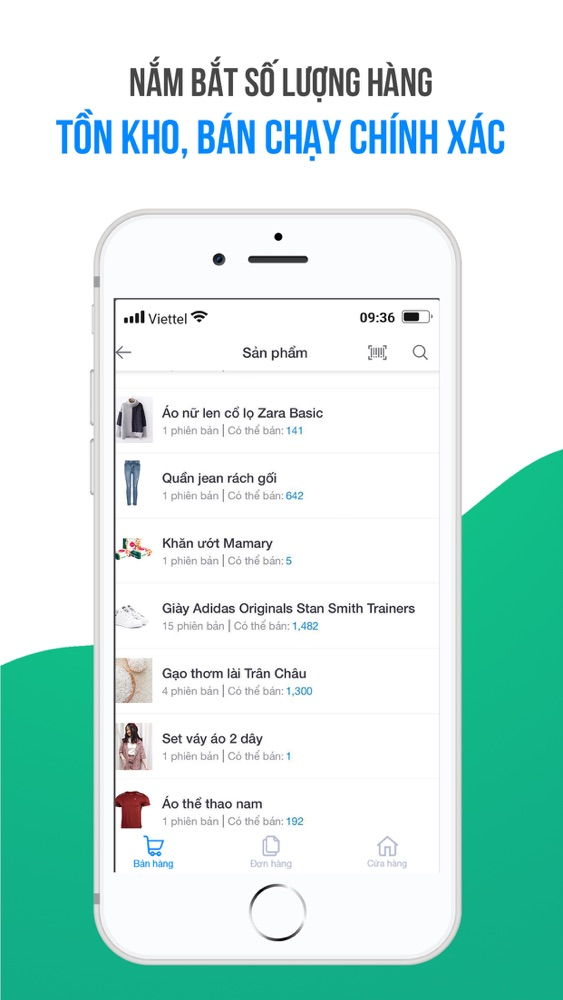 NẮM BẮT SỐ LƯỢNG HÀNG
TỒN KHO, BÁN CHẠY CHÍNH XÁC
Viettel
09:36
Sản phẩm
Áo nữ len cổ lọ Zara Basic
1 phiên bản | Có thể bán: 141
Quần jean rách gối
1 phiên bản | Có thể bán: 642
Khăn ướt Mamary
1 phiên bản | Có thể bán: 5
Giày Adidas Originals Stan Smith Trainers
15 phiên bản | Có thể bán: 1,482
Gạo thơm lài Trân Châu
4 phiên bản | Có thể bán: 1,300
Set váy áo 2 dây
1 phiên bản | Có thể bán: 1
Áo thể thao nam
1 phiên bản | Có thể bán: 192
Bán hàng
Đơn hàng
Cửa hàng